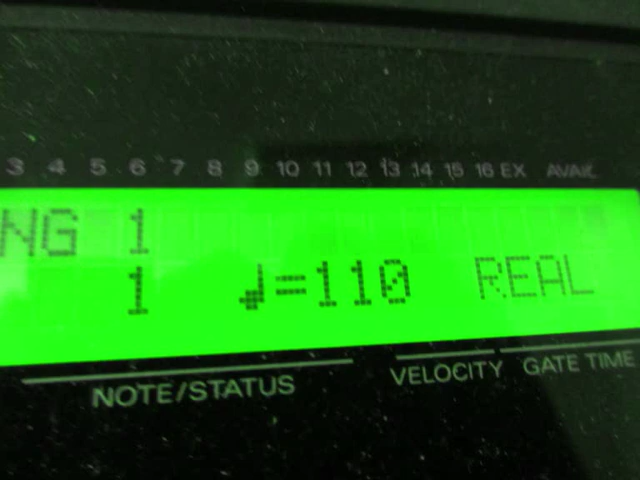 3 4 5 6 7 8 9 10 11 12 13 14 15 16 EX AVAIL
NG 1
1 ♩=110 REAL
NOTE/STATUS VELOCITY GATE TIME